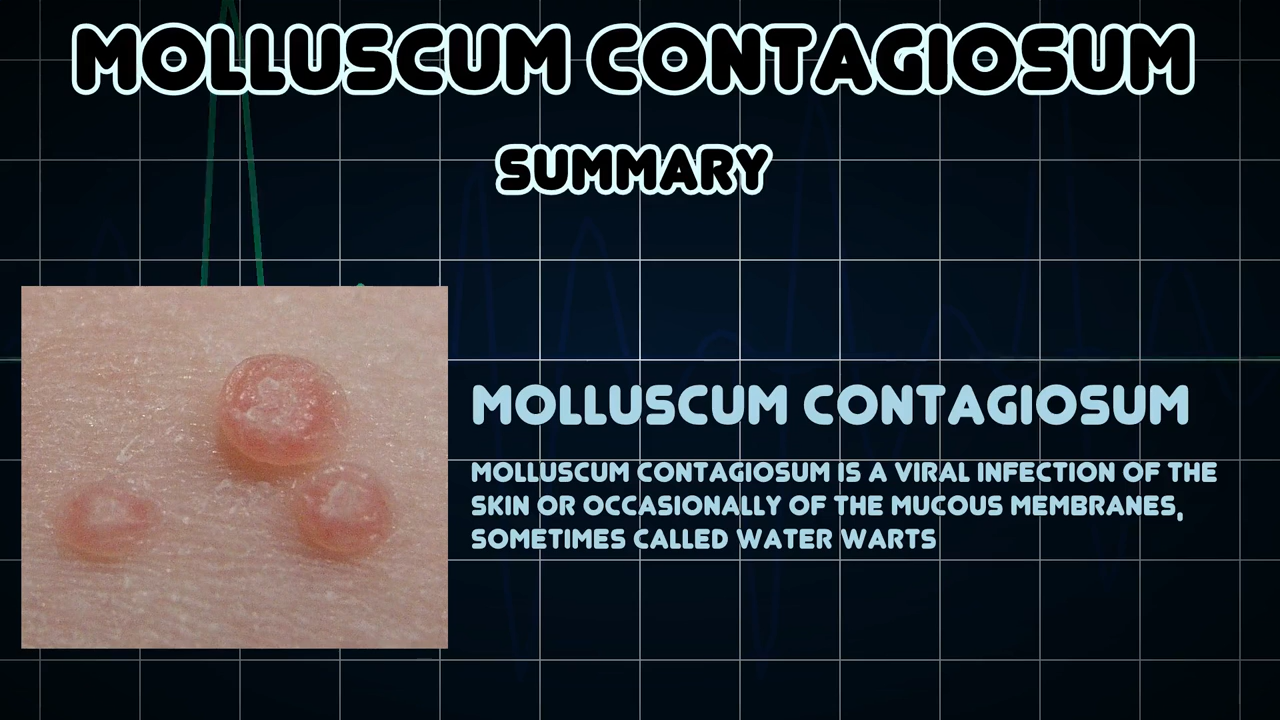 MOLLUSCUM CONTAGIOSUM
SUMMARY
MOLLUSCUM CONTAGIOSUM
MOLLUSCUM CONTAGIOSUM IS A VIRAL INFECTION OF THE
SKIN OR OCCASIONALLY OF THE MUCOUS MEMBRANES,
SOMETIMES CALLED WATER WARTS